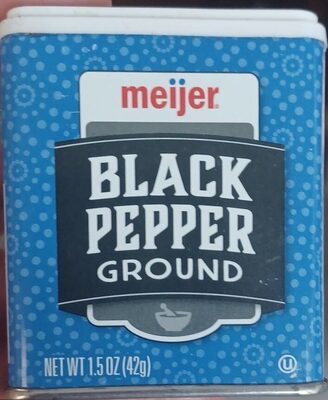 meijer
BLACK
PEPPER
GROUND
NET WT 1.5 OZ (42g)
U